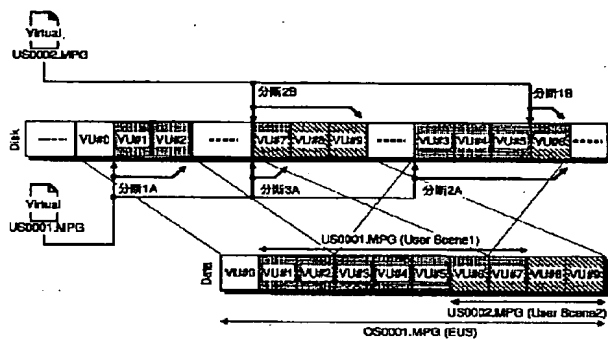 Virtual
US0002.MPG
分断2B
分断1B
Disk
VU#0
VU#1
VU#2
VU#7
VU#8
VU#9
VU#3
VU#4
VU#5
VU#6
Virtual
US0001.MPG
分断1A
分断3A
分断2A
US0001.MPG (User Scene1)
Data
VU#0
VU#1
VU#2
VU#3
VU#4
VU#5
VU#6
VU#7
VU#8
VU#9
US0002.MPG (User Scene2)
OS0001.MPG (EUS)